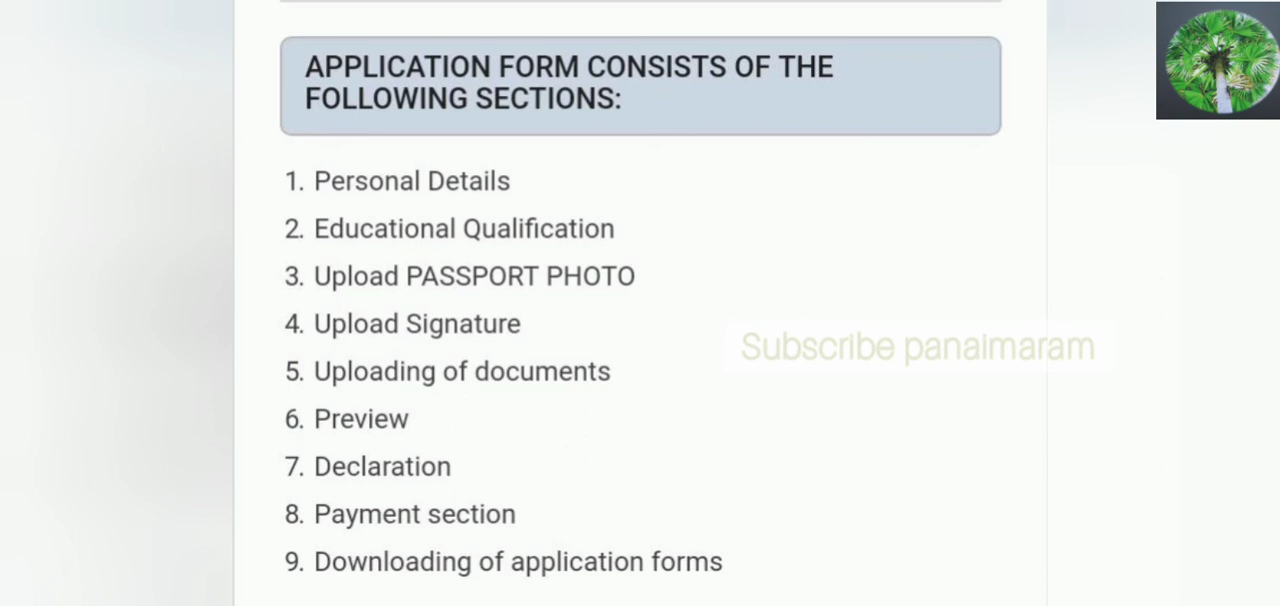 APPLICATION FORM CONSISTS OF THE
FOLLOWING SECTIONS:
1. Personal Details
2. Educational Qualification
3. Upload PASSPORT PHOTO
4. Upload Signature
Subscribe panaimaram
5. Uploading of documents
6. Preview
7. Declaration
8. Payment section
9. Downloading of application forms